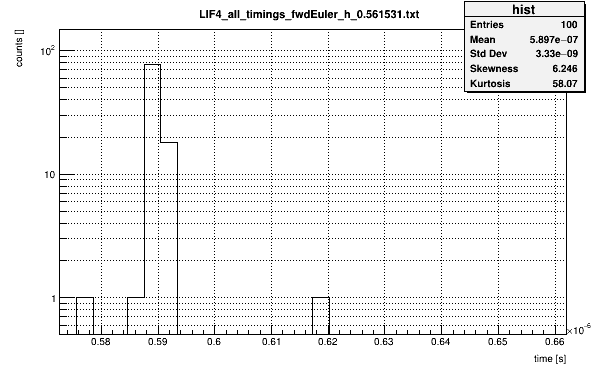 LIF4_all_timings_fwdEuler_h_0.561531.txt
hist
Entries 100
Mean 5.897e−07
Std Dev 3.33e−09
Skewness 6.246
Kurtosis 58.07
counts []
10²
10
1
0.58 0.59 0.6 0.61 0.62 0.63 0.64 0.65 0.66
×10⁻⁶
time [s]